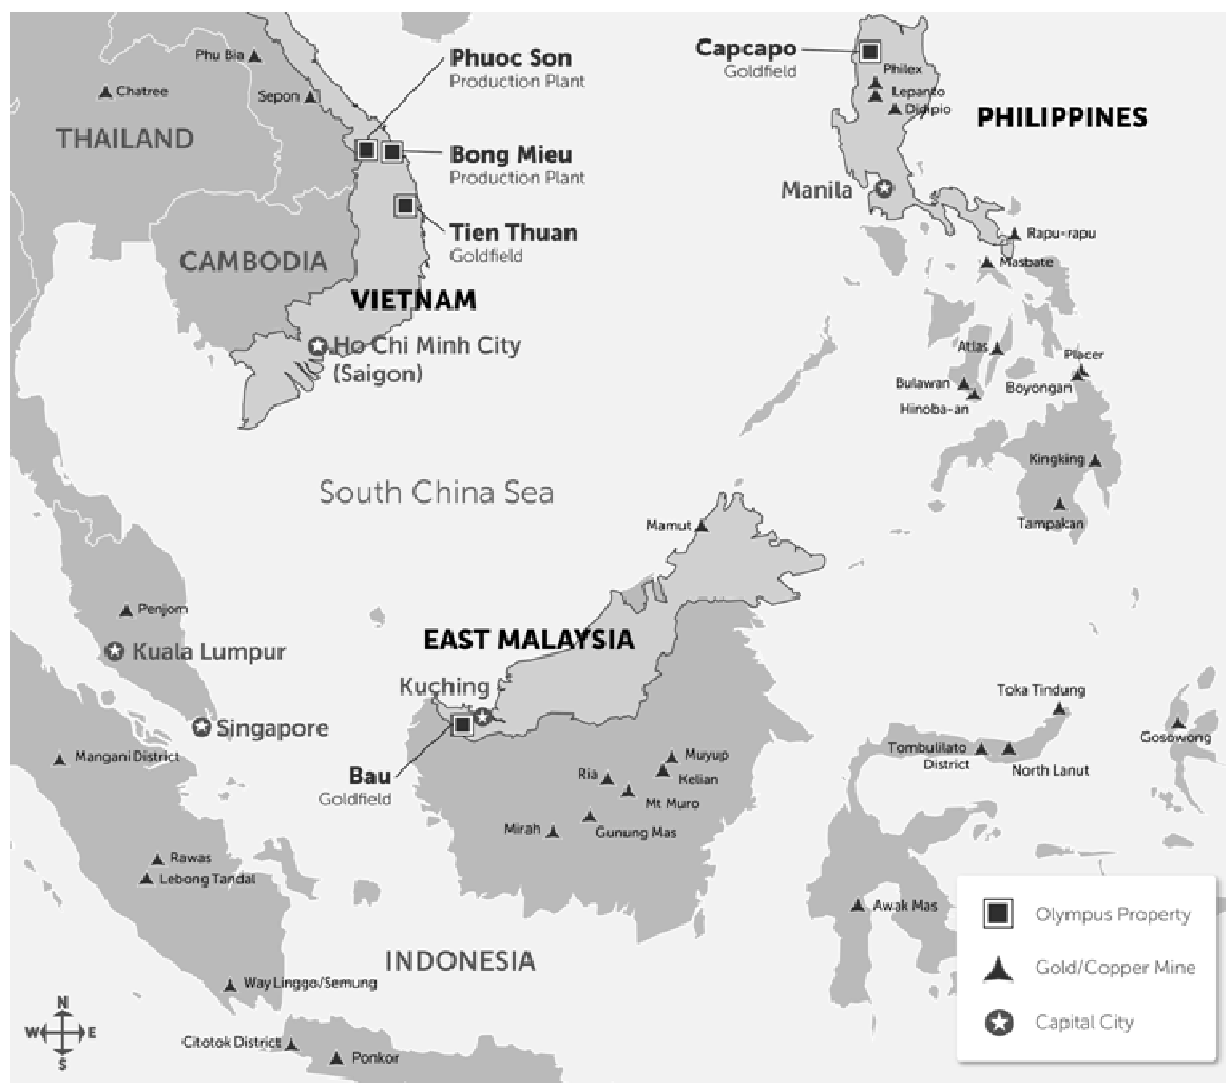 Phu Bia
Chatree
Sepon
THAILAND
Phuoc Son
Production Plant
Bong Mieu
Production Plant
Tien Thuan
Goldfield
CAMBODIA
VIETNAM
Ho Chi Minh City
(Saigon)
Capcapo
Goldfield
Philex
Lepanto
Didipio
PHILIPPINES
Manila
Rapu-rapu
Masbate
Atlas
Placer
Bulawan
Boyongan
Hinoba-an
Kingking
Tampakan
South China Sea
Mamut
Penjom
Kuala Lumpur
EAST MALAYSIA
Kuching
Singapore
Mangani District
Bau
Goldfield
Muyup
Ria
Kelian
Mt Muro
Mirah
Gunung Mas
Toka Tindung
Gosowong
Tombulilato
District
North Lanut
Rawas
Lebong Tandal
Awak Mas
INDONESIA
Way Linggo/Semung
N
W E
S
Citotok District
Ponkor
Olympus Property
Gold/Copper Mine
Capital City